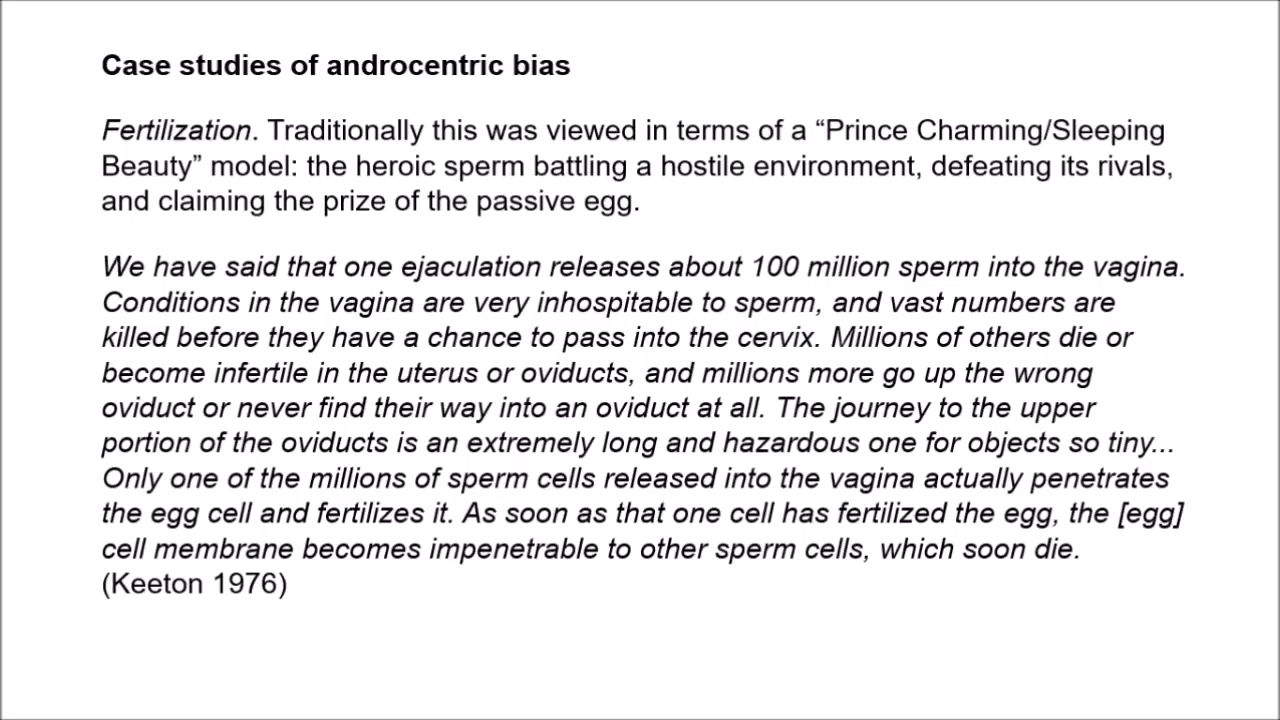 Case studies of androcentric bias
Fertilization. Traditionally this was viewed in terms of a “Prince Charming/Sleeping
Beauty” model: the heroic sperm battling a hostile environment, defeating its rivals,
and claiming the prize of the passive egg.
We have said that one ejaculation releases about 100 million sperm into the vagina.
Conditions in the vagina are very inhospitable to sperm, and vast numbers are
killed before they have a chance to pass into the cervix. Millions of others die or
become infertile in the uterus or oviducts, and millions more go up the wrong
oviduct or never find their way into an oviduct at all. The journey to the upper
portion of the oviducts is an extremely long and hazardous one for objects so tiny...
Only one of the millions of sperm cells released into the vagina actually penetrates
the egg cell and fertilizes it. As soon as that one cell has fertilized the egg, the [egg]
cell membrane becomes impenetrable to other sperm cells, which soon die.
(Keeton 1976)